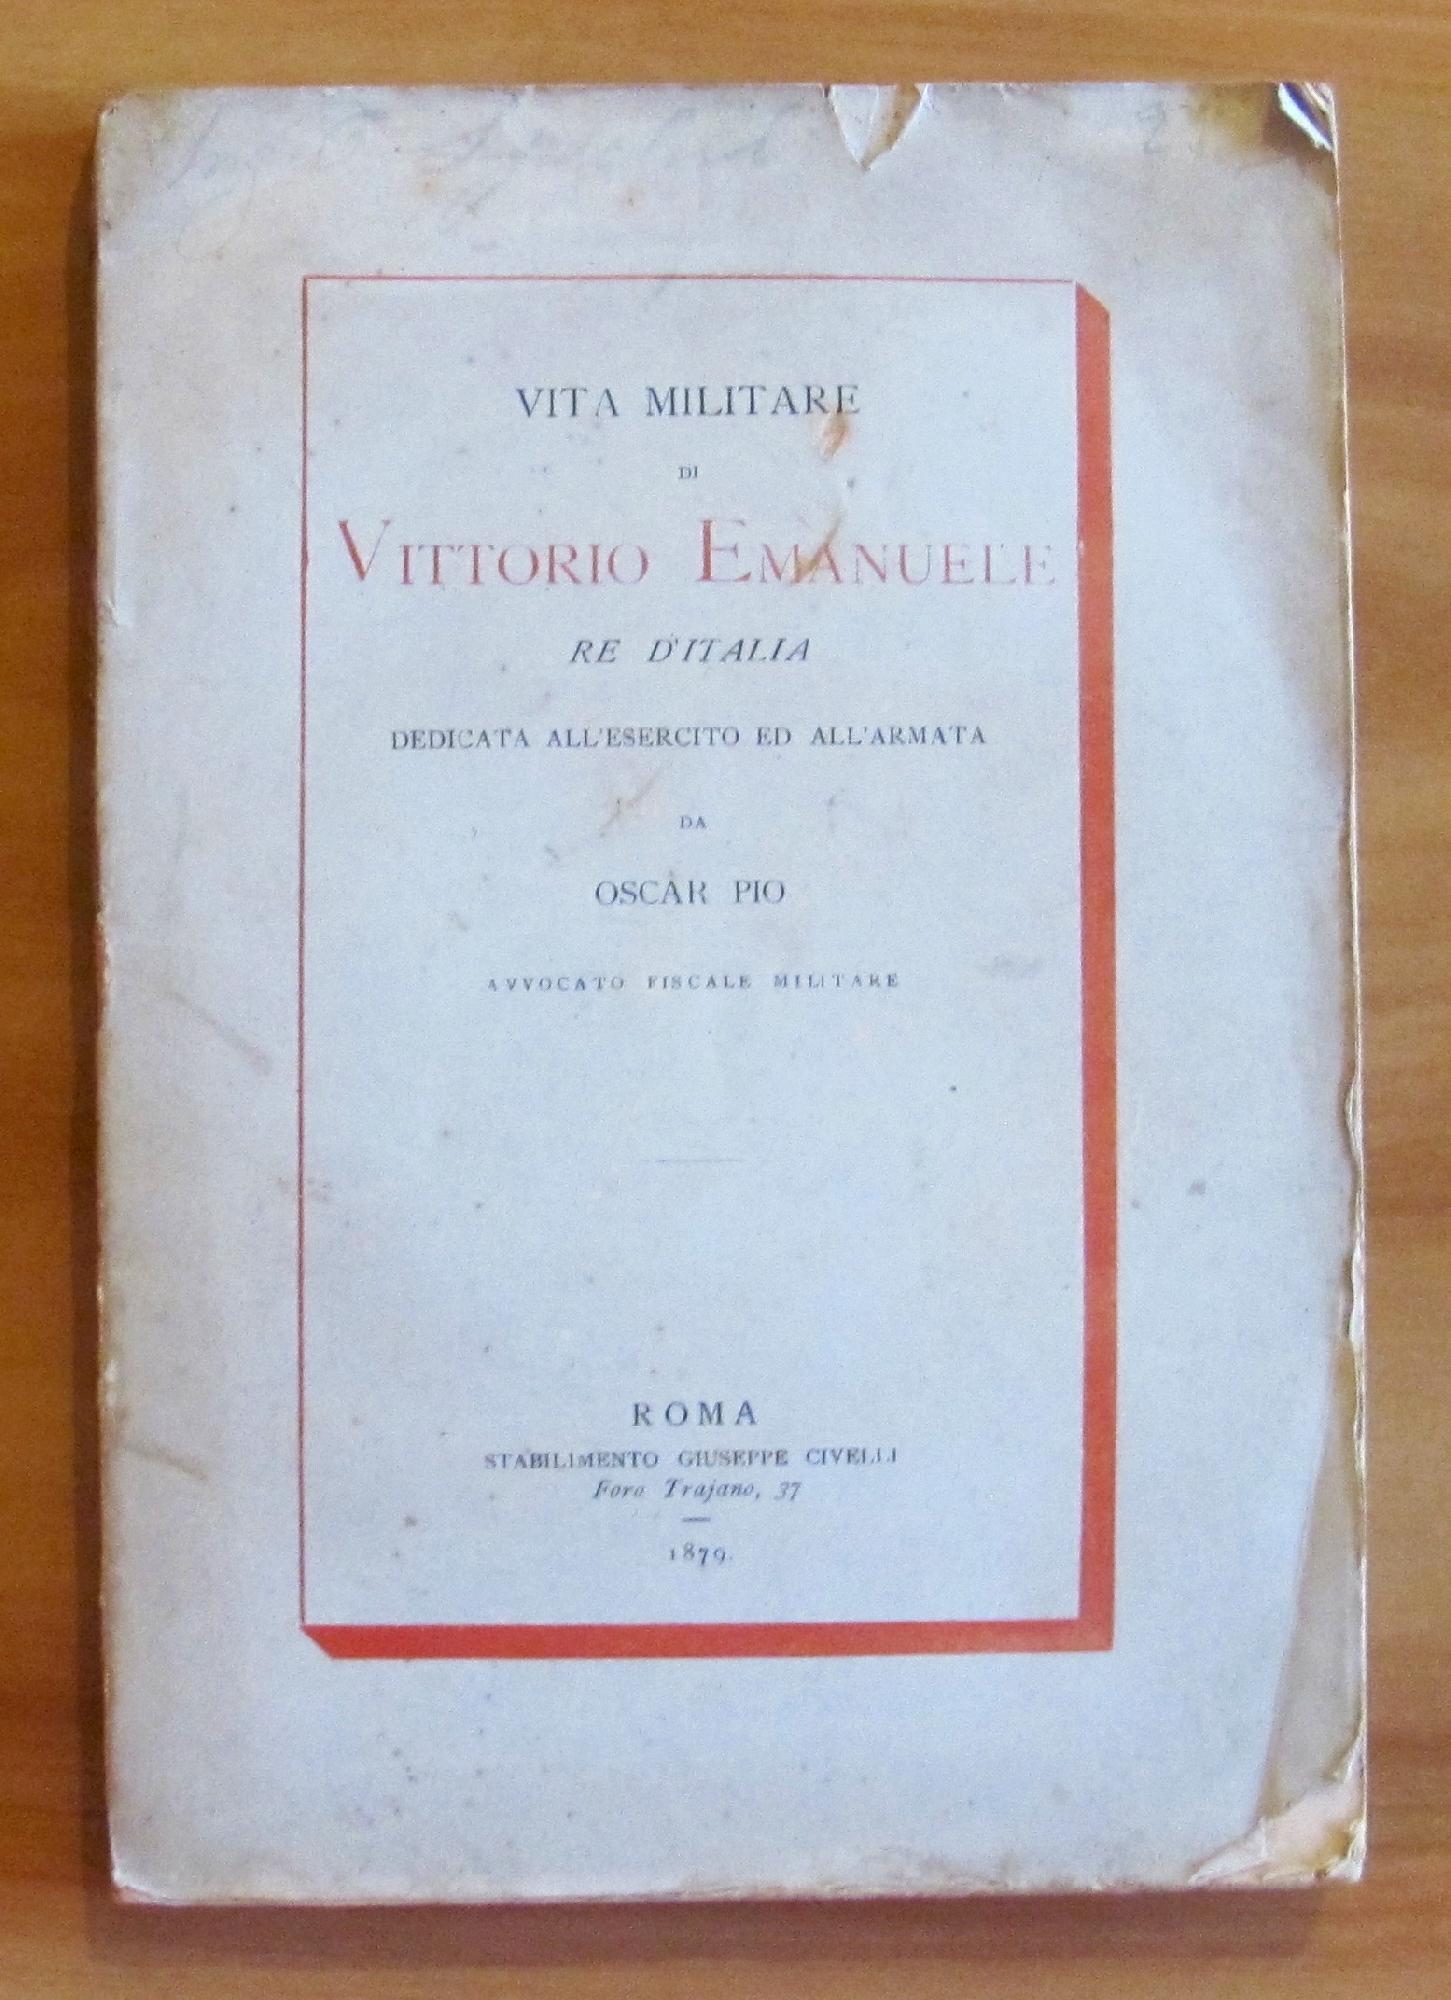 VITA MILITARE
DI
VITTORIO EMANUELE
RE D'ITALIA
DEDICATA ALL'ESERCITO ED ALL'ARMATA
DA
OSCAR PIO
AVVOCATO FISCALE MILITARE
ROMA
STABILIMENTO GIUSEPPE CIVELLI
Foro Trajano, 37
1879.